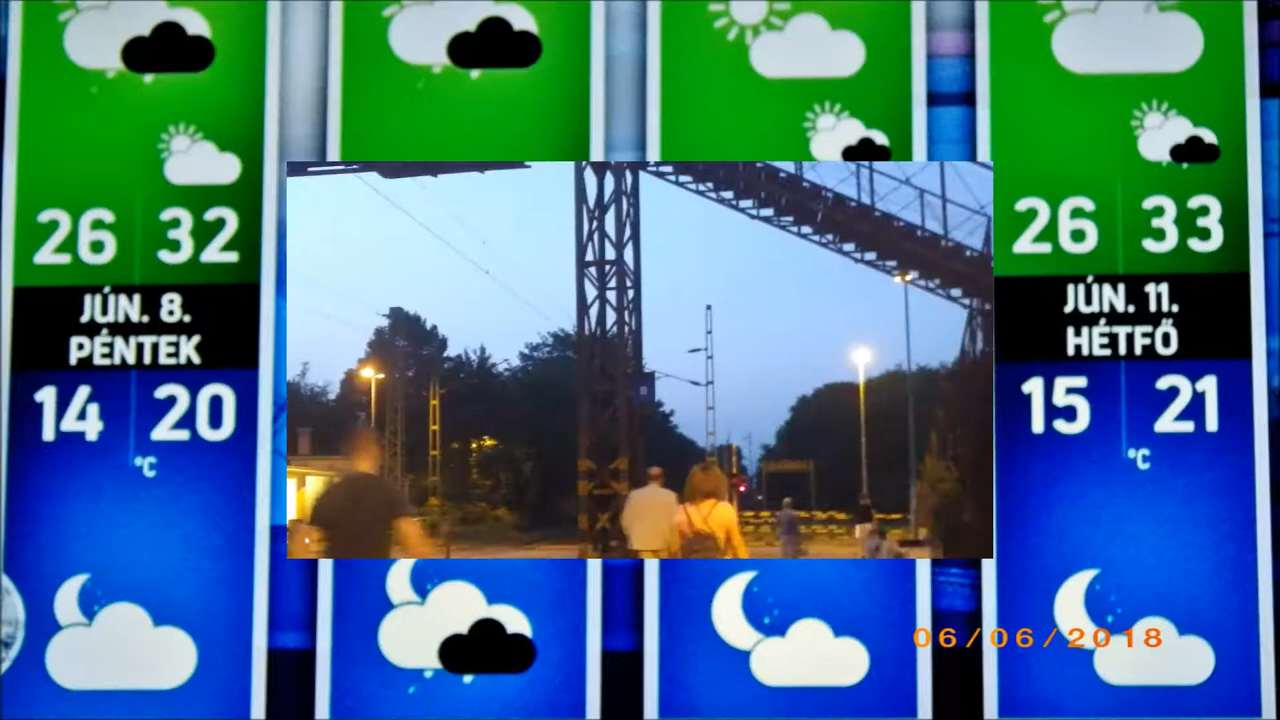 26 32
JÚN. 8.
PÉNTEK
14 20
°C
26 33
JÚN. 11.
HÉTFŐ
15 21
°C
06/06/2018